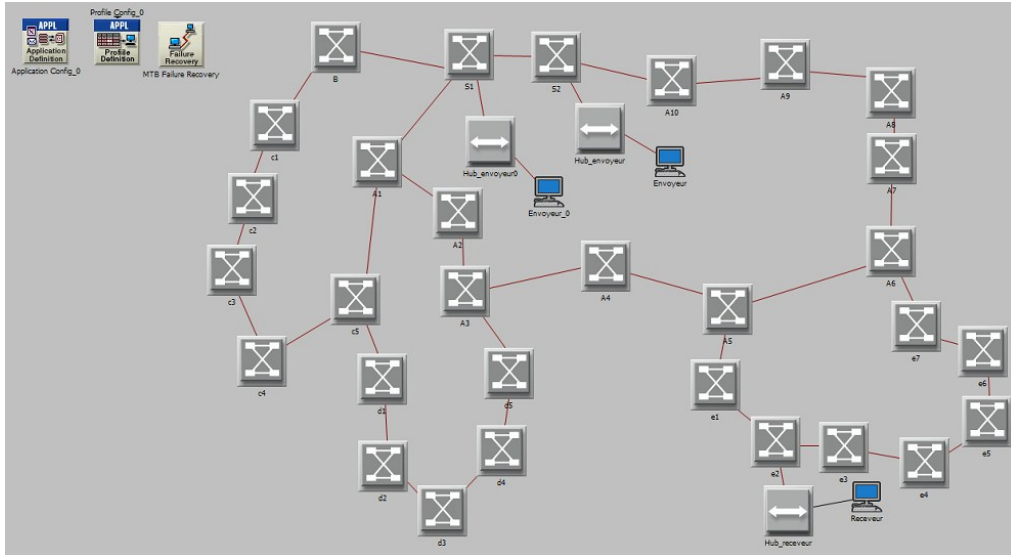 Profile Config_0
APPL
Application
Definition
Application Config_0
APPL
Profile
Definition
Failure
Recovery
MTB Failure Recovery
B
S1
S2
A10
A9
A8
c1
A1
Hub_envoyeur0
Hub_envoyeur
Envoyeur
A7
Envoyeur_0
c2
A2
c3
A3
A4
A6
c5
A5
e7
e6
c4
d1
d5
e1
e5
d2
d4
e2
e3
e4
d3
Hub_receveur
Receveur